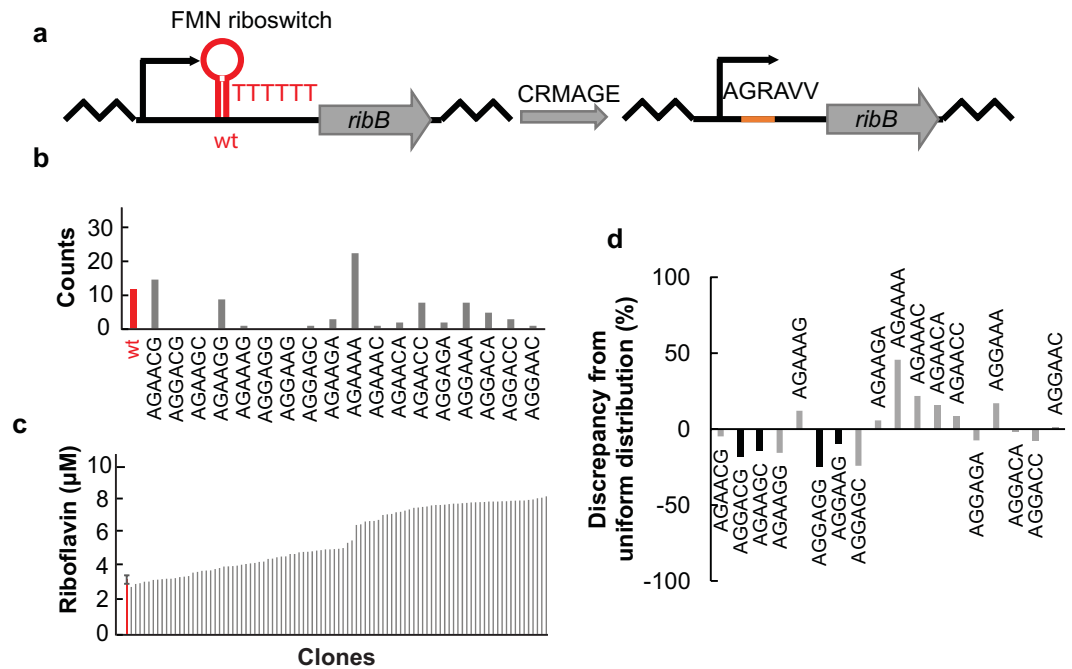 a
FMN riboswitch
TTTTTT
wt
ribB
CRMAGE
AGRAVV
ribB
b
Counts
30
20
10
0
wt
AGAACG
AGGACG
AGAAGC
AGAAGG
AGAAAG
AGGAGG
AGGAAG
AGGAGC
AGAAGA
AGAAAA
AGAAAC
AGAACA
AGAACC
AGGAGA
AGGAAA
AGGACA
AGGACC
AGGAAC
c
Riboflavin (µM)
10
8
6
4
2
0
Clones
d
Discrepancy from
uniform distribution (%)
100
50
0
-50
-100
AGAACG
AGGACG
AGAAGC
AGAAGG
AGAAAG
AGGAGG
AGGAAG
AGGAGC
AGAAGA
AGAAAA
AGAAAC
AGAACA
AGAACC
AGGAGA
AGGAAA
AGGACA
AGGACC
AGGAAC